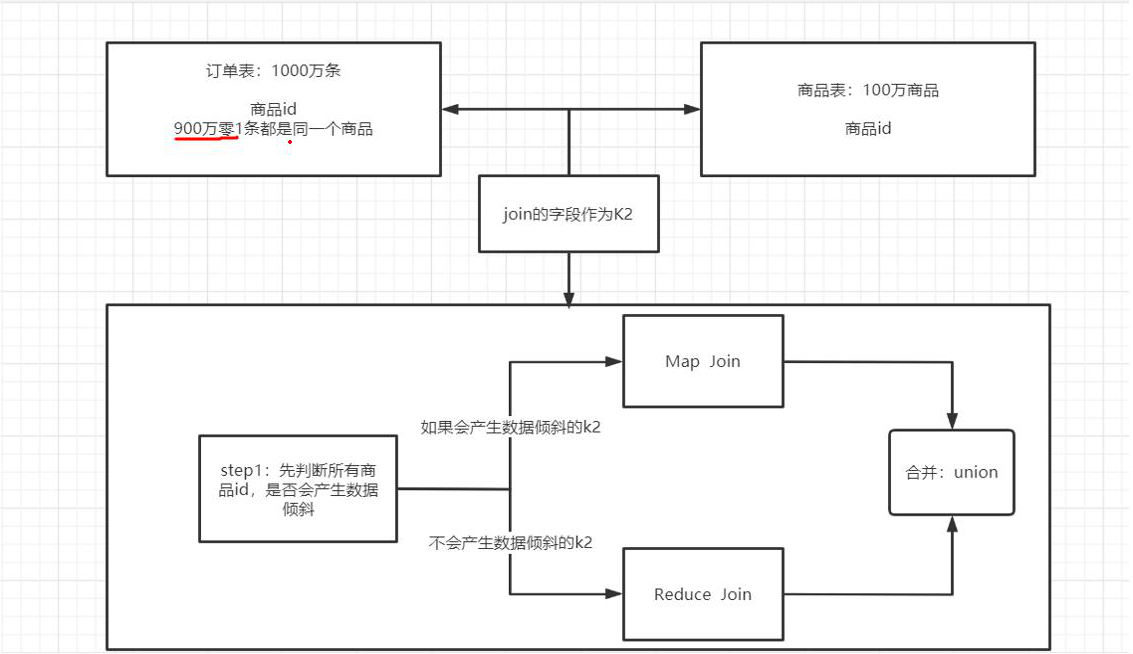 订单表：1000万条
商品id
900万零1条都是同一个商品
商品表：100万商品
商品id
join的字段作为K2
Map Join
如果会产生数据倾斜的k2
step1：先判断所有商
品id，是否会产生数据
倾斜
合并：union
不会产生数据倾斜的k2
Reduce Join